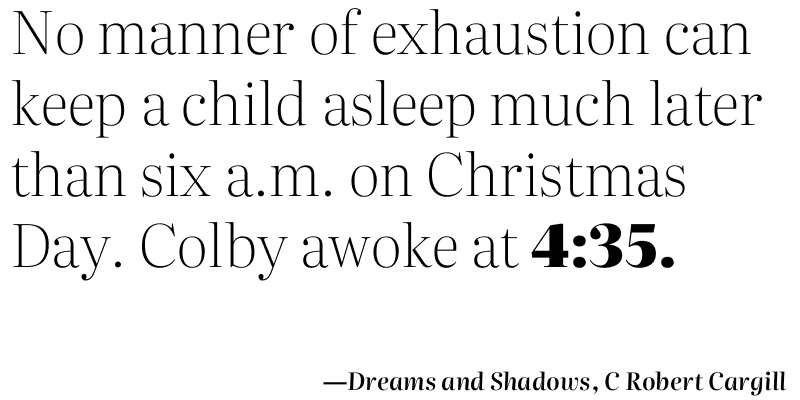 No manner of exhaustion can
keep a child asleep much later
than six a.m. on Christmas
Day. Colby awoke at 4:35.
—Dreams and Shadows, C Robert Cargill